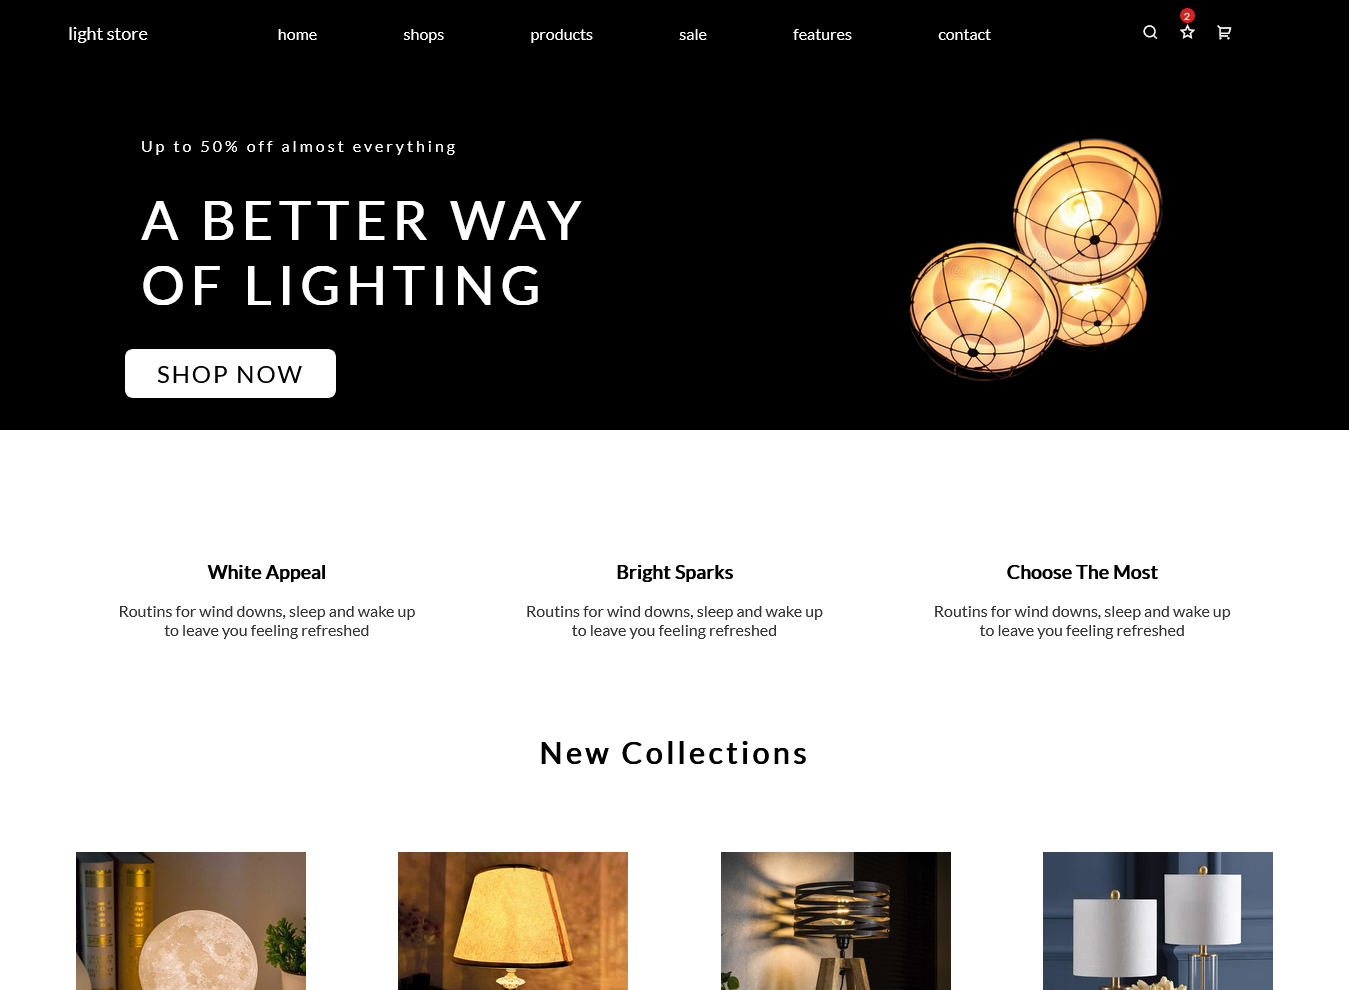 light store
home
shops
products
sale
features
contact
2
Up to 50% off almost everything
A BETTER WAY
OF LIGHTING
SHOP NOW
White Appeal
Routins for wind downs, sleep and wake up
to leave you feeling refreshed
Bright Sparks
Routins for wind downs, sleep and wake up
to leave you feeling refreshed
Choose The Most
Routins for wind downs, sleep and wake up
to leave you feeling refreshed
New Collections